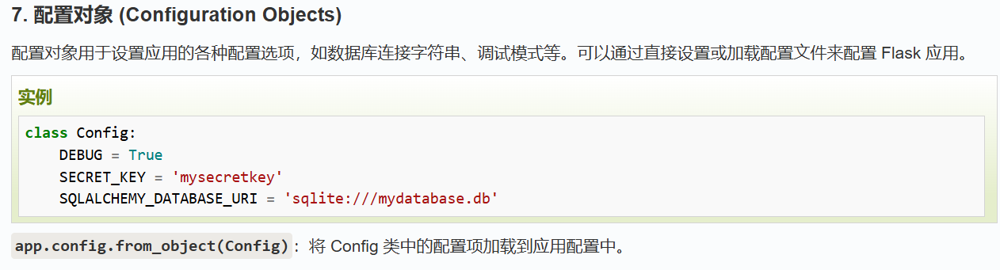 7. 配置对象 (Configuration Objects)
配置对象用于设置应用的各种配置选项，如数据库连接字符串、调试模式等。可以通过直接设置或加载配置文件来配置 Flask 应用。
实例
class Config:
    DEBUG = True
    SECRET_KEY = 'mysecretkey'
    SQLALCHEMY_DATABASE_URI = 'sqlite:///mydatabase.db'
app.config.from_object(Config)：将 Config 类中的配置项加载到应用配置中。